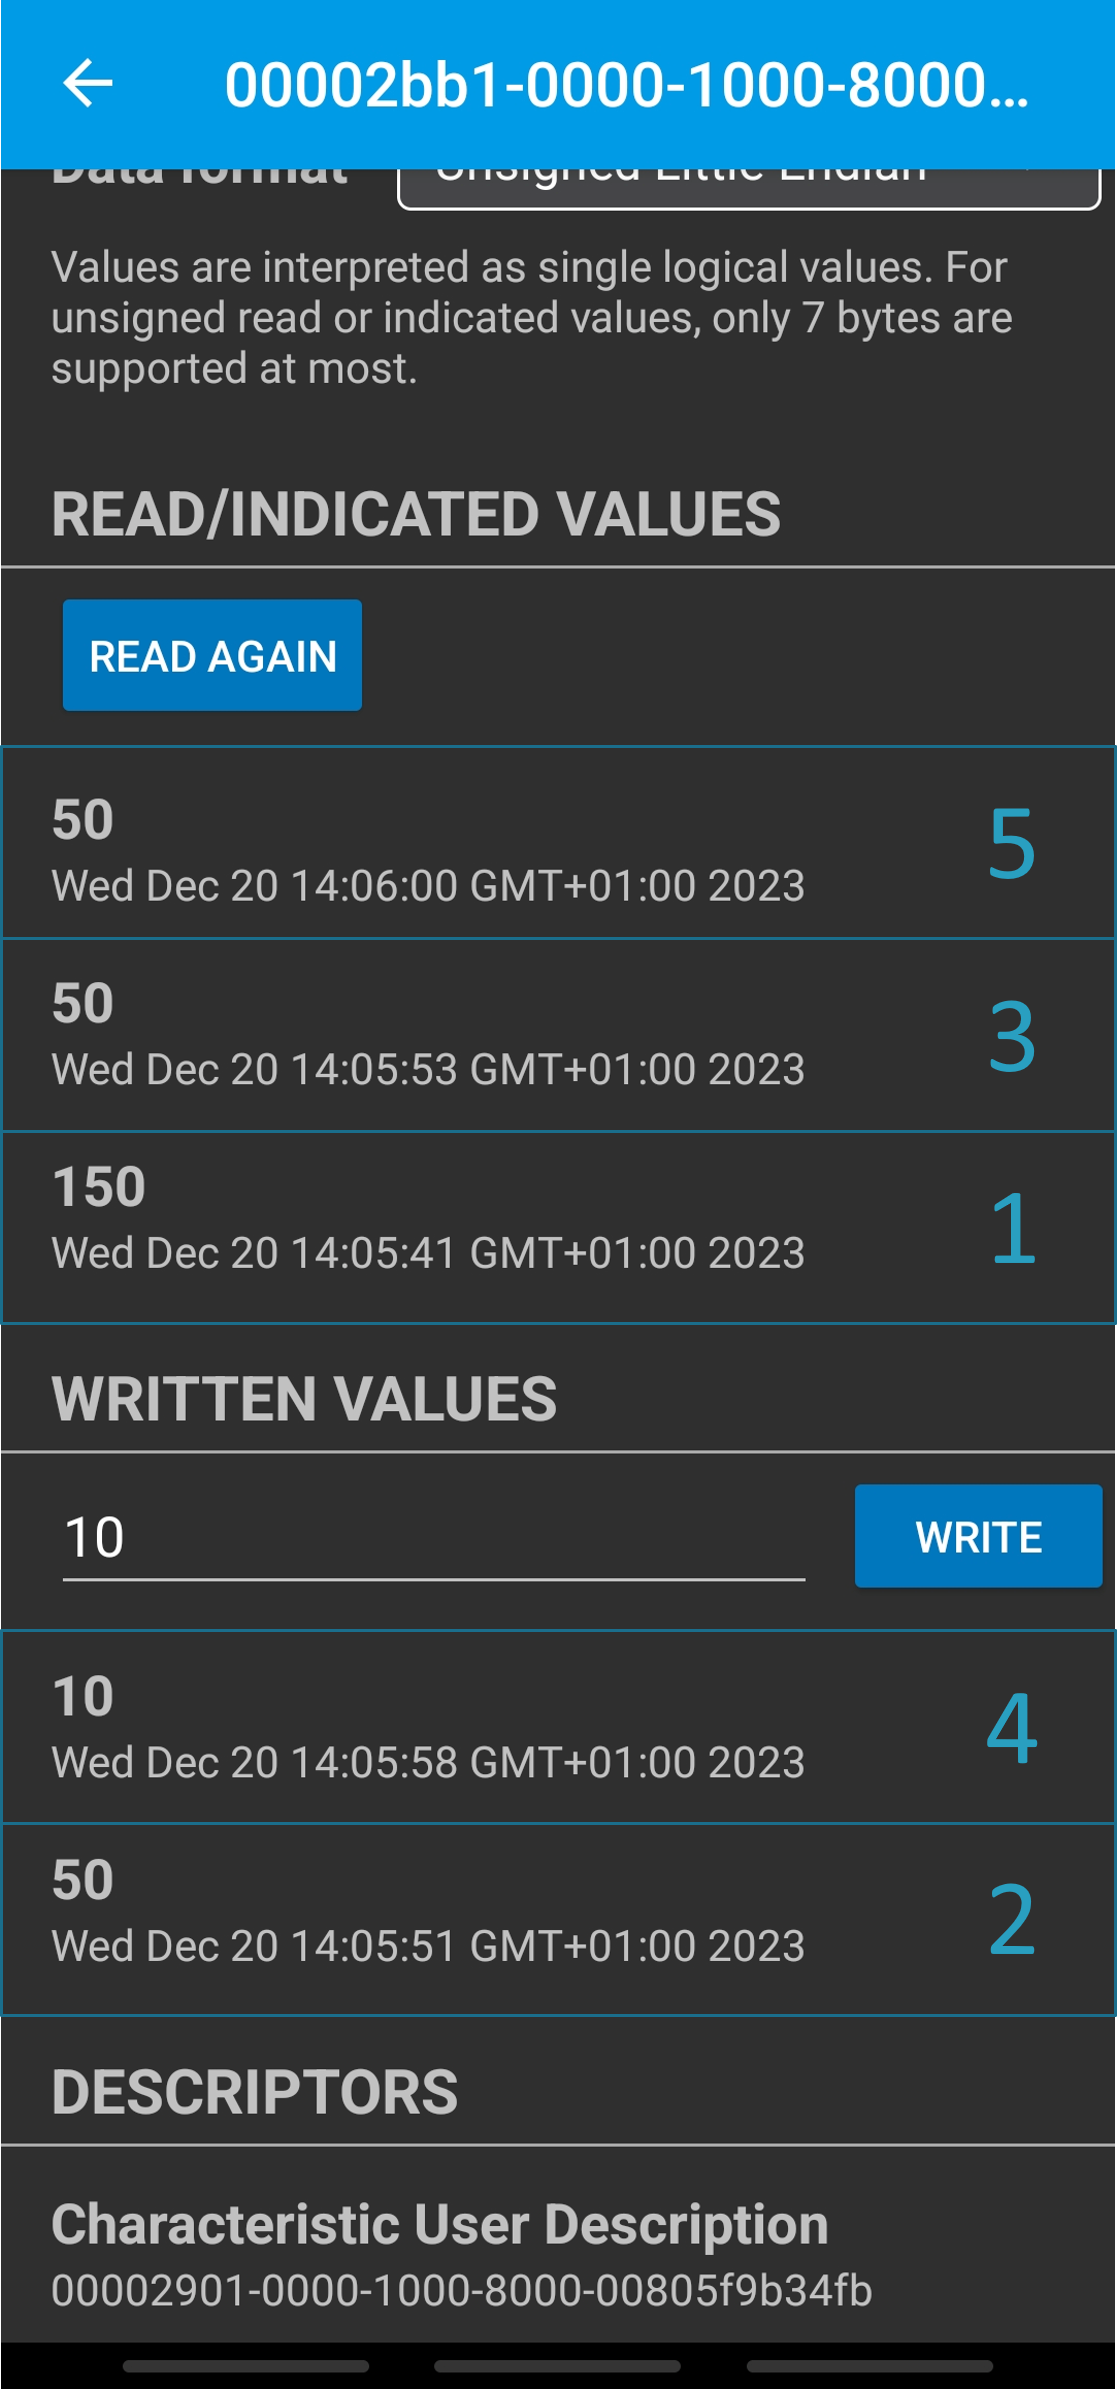 00002bb1-0000-1000-8000…
Data format
Unsigned Little Endian
Values are interpreted as single logical values. For
unsigned read or indicated values, only 7 bytes are
supported at most.
READ/INDICATED VALUES
READ AGAIN
50
Wed Dec 20 14:06:00 GMT+01:00 2023
5
50
Wed Dec 20 14:05:53 GMT+01:00 2023
3
150
Wed Dec 20 14:05:41 GMT+01:00 2023
1
WRITTEN VALUES
10
WRITE
10
Wed Dec 20 14:05:58 GMT+01:00 2023
4
50
Wed Dec 20 14:05:51 GMT+01:00 2023
2
DESCRIPTORS
Characteristic User Description
00002901-0000-1000-8000-00805f9b34fb